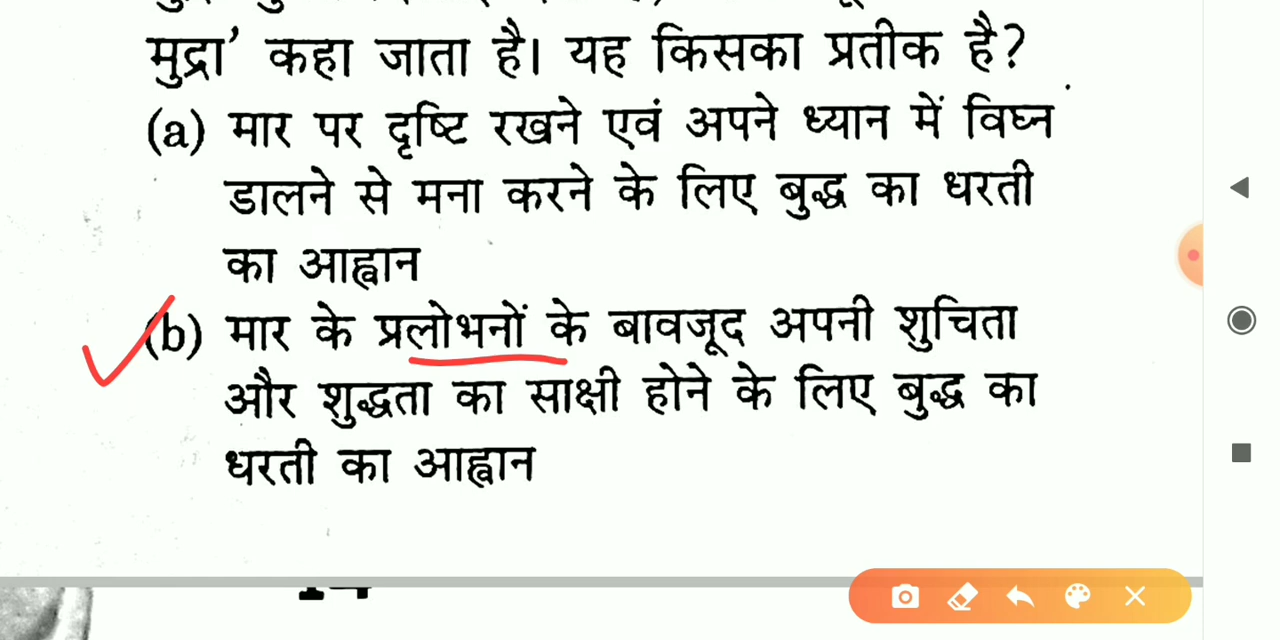 मुद्रा’ कहा जाता है। यह किसका प्रतीक है?
(a) मार पर दृष्टि रखने एवं अपने ध्यान में विघ्न
डालने से मना करने के लिए बुद्ध का धरती
का आह्वान
(b) मार के प्रलोभनों के बावजूद अपनी शुचिता
और शुद्धता का साक्षी होने के लिए बुद्ध का
धरती का आह्वान